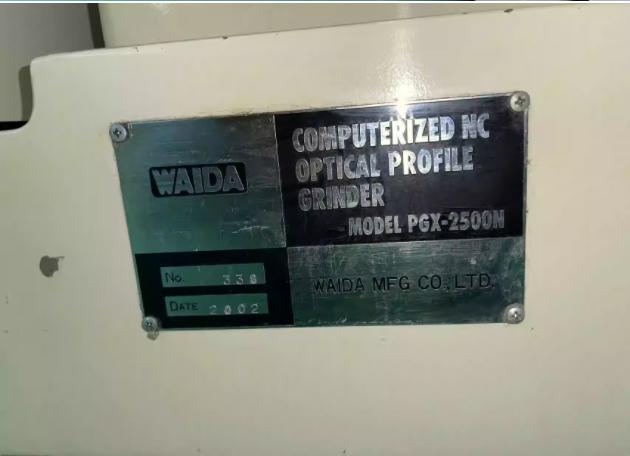 WAIDA
COMPUTERIZED NC
OPTICAL PROFILE
GRINDER
MODEL PGX-2500N
No. 338
DATE 2002
WAIDA MFG CO., LTD.